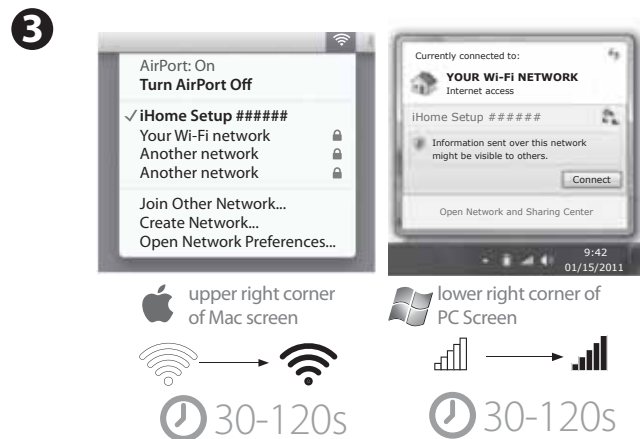 3
AirPort: On
Turn AirPort Off
✓ iHome Setup ######
Your Wi-Fi network
Another network
Another network
Join Other Network...
Create Network...
Open Network Preferences...
upper right corner
of Mac screen
30-120s
Currently connected to:
YOUR Wi-Fi NETWORK
Internet access
iHome Setup ######
Information sent over this network
might be visible to others.
Connect
Open Network and Sharing Center
9:42
01/15/2011
lower right corner of
PC Screen
30-120s